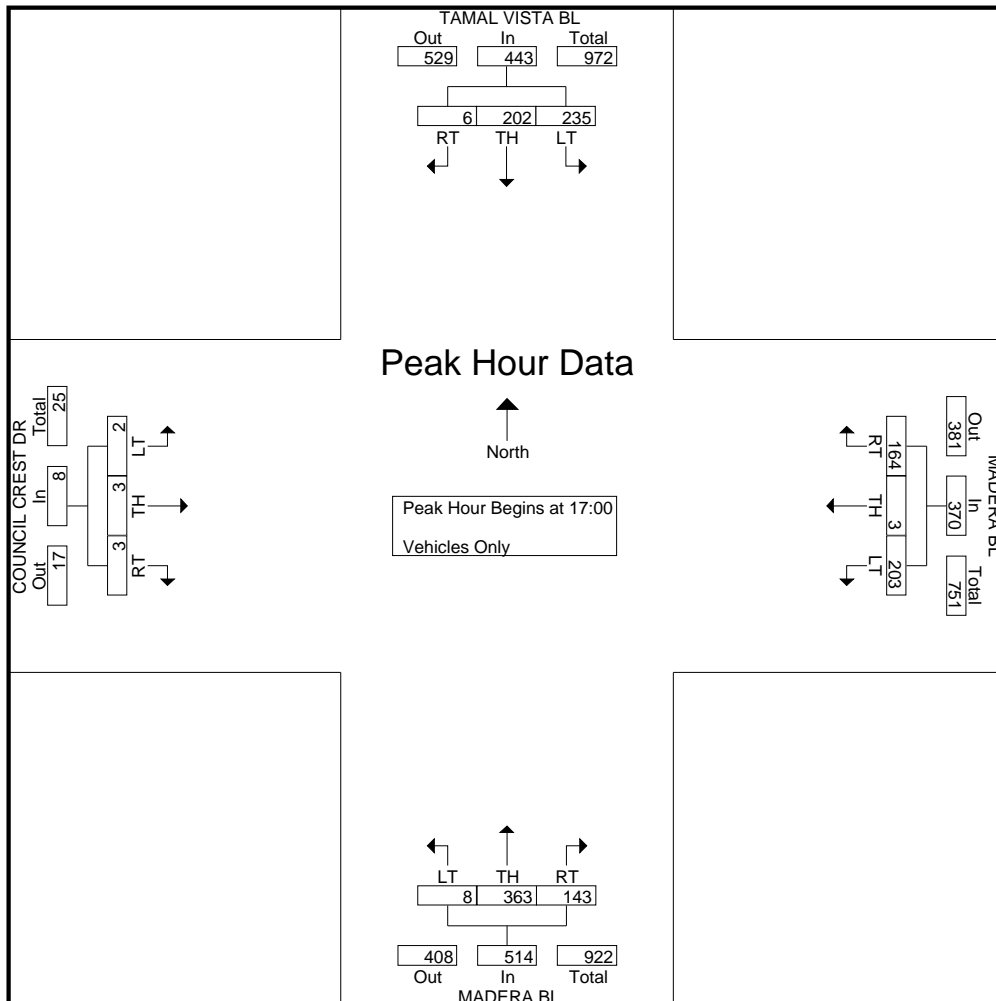 TAMAL VISTA BL
Out In Total
529 443 972
6 202 235
RT TH LT
Peak Hour Data
North
Peak Hour Begins at 17:00
Vehicles Only
COUNCIL CREST DR
Out In Total
17 8 25
3 3 2
RT TH LT
MADERA BL
Out In Total
381 370 751
164 3 203
RT TH LT
LT TH RT
8 363 143
408 514 922
Out In Total
MADERA BL